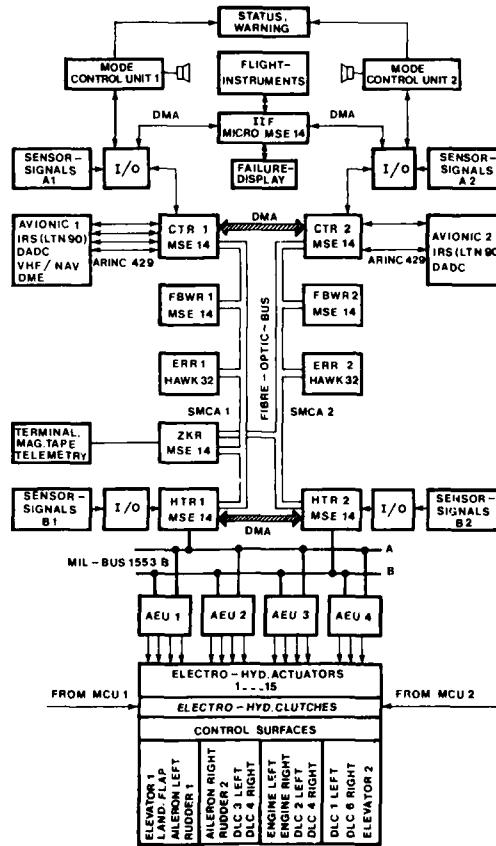 STATUS,
WARNING
MODE
CONTROL UNIT 1
FLIGHT-
INSTRUMENTS
MODE
CONTROL UNIT 2
DMA
IIF
MICRO MSE 14
DMA
SENSOR-
SIGNALS
A1
I/O
FAILURE-
DISPLAY
I/O
SENSOR-
SIGNALS
A2
AVIONIC 1
IRS (LTN 90)
DADC
VHF/NAV
DME
ARINC 429
CTR 1
MSE 14
DMA
CTR 2
MSE 14
ARINC 429
AVIONIC 2
IRS (LTN 90)
DADC
FBWR 1
MSE 14
FBWR 2
MSE 14
FIBRE-OPTIC-BUS
ERR 1
HAWK 32
ERR 2
HAWK 32
SMCA 1
SMCA 2
TERMINAL,
MAG. TAPE
TELEMETRY
ZKR
MSE 14
SENSOR-
SIGNALS
B1
I/O
HTR 1
MSE 14
DMA
HTR 2
MSE 14
I/O
SENSOR-
SIGNALS
B2
MIL-BUS 1553 B
A
B
AEU 1
AEU 2
AEU 3
AEU 4
ELECTRO-HYD. ACTUATORS
1...15
FROM MCU 1
ELECTRO-HYD. CLUTCHES
FROM MCU 2
CONTROL SURFACES
ELEVATOR 1
LAND. FLAP
AILERON LEFT
RUDDER 1
AILERON RIGHT
RUDDER 2
DLC 3 LEFT
DLC 4 RIGHT
ENGINE LEFT
ENGINE RIGHT
DLC 2 LEFT
DLC 4 RIGHT
DLC 1 LEFT
DLC 6 RIGHT
ELEVATOR 2